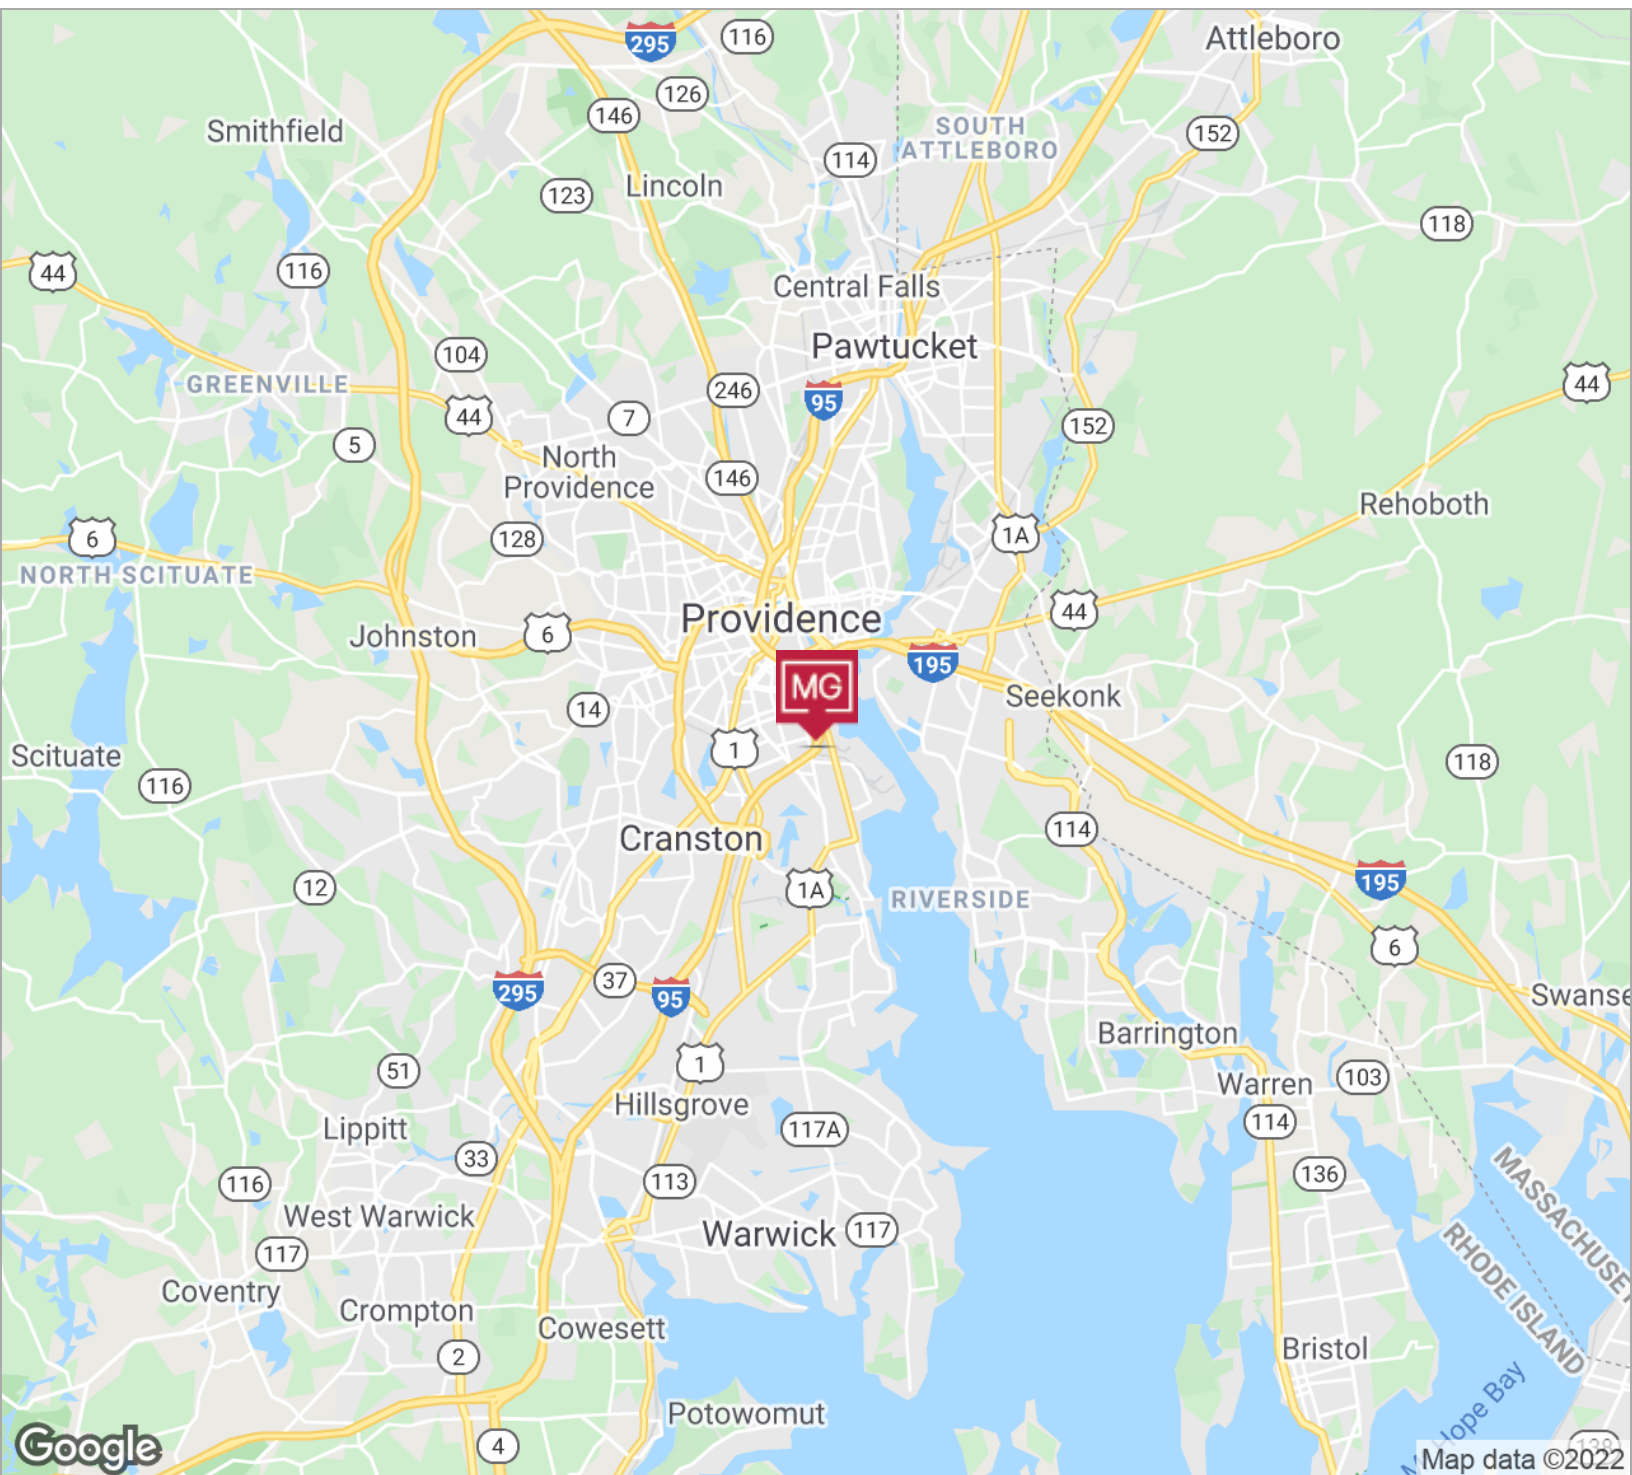 295
116
Attleboro
126
146
Smithfield
SOUTH
ATTLEBORO
152
114
Lincoln
123
118
44
116
Central Falls
Pawtucket
104
GREENVILLE
44
246
95
44
7
152
5
North
Providence
146
Rehoboth
6
128
1A
NORTH SCITUATE
44
Providence
6
Johnston
195
MG
Seekonk
14
1
Scituate
118
116
114
Cranston
195
12
1A
RIVERSIDE
6
37
295
95
Swanse
Barrington
1
51
103
Warren
Hillsgrove
114
Lippitt
117A
33
136
116
113
MASSACHUSET
West Warwick
Warwick
117
117
RHODE ISLAND
Coventry
Crompton
Cowesett
Bristol
2
Hope Bay
Potowomut
4
138
Google
Map data ©2022